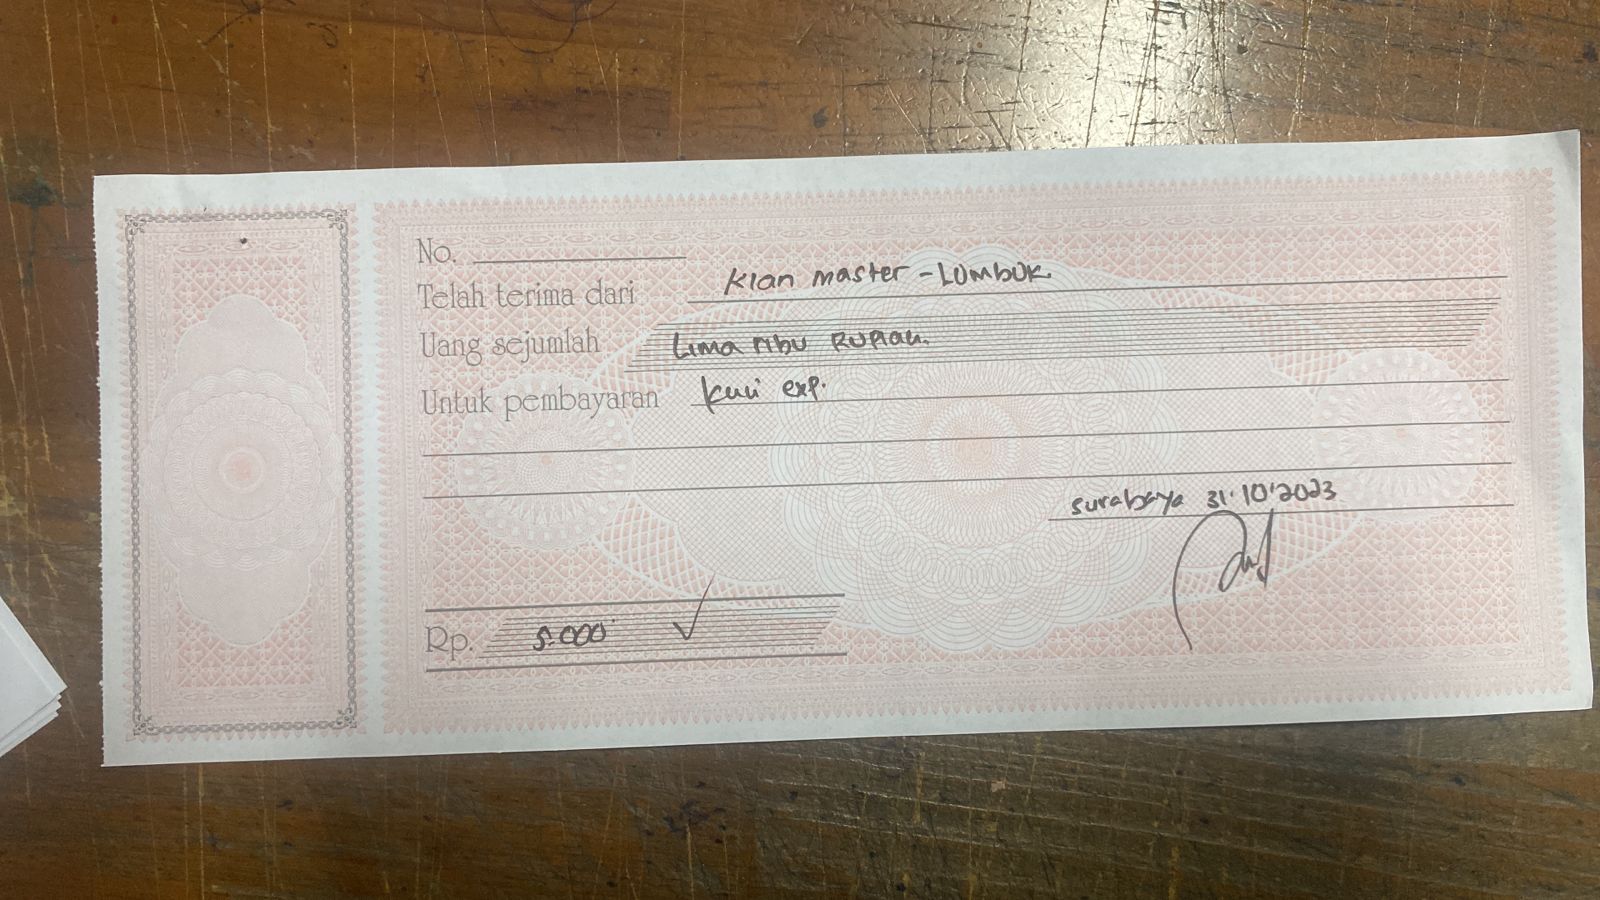 No.
Telah terima dari Klan master - Lombok
Uang sejumlah Lima ribu Rupiah.
Untuk pembayaran kuli exp.
surabaya 31.10.2023
Rp. 5.000